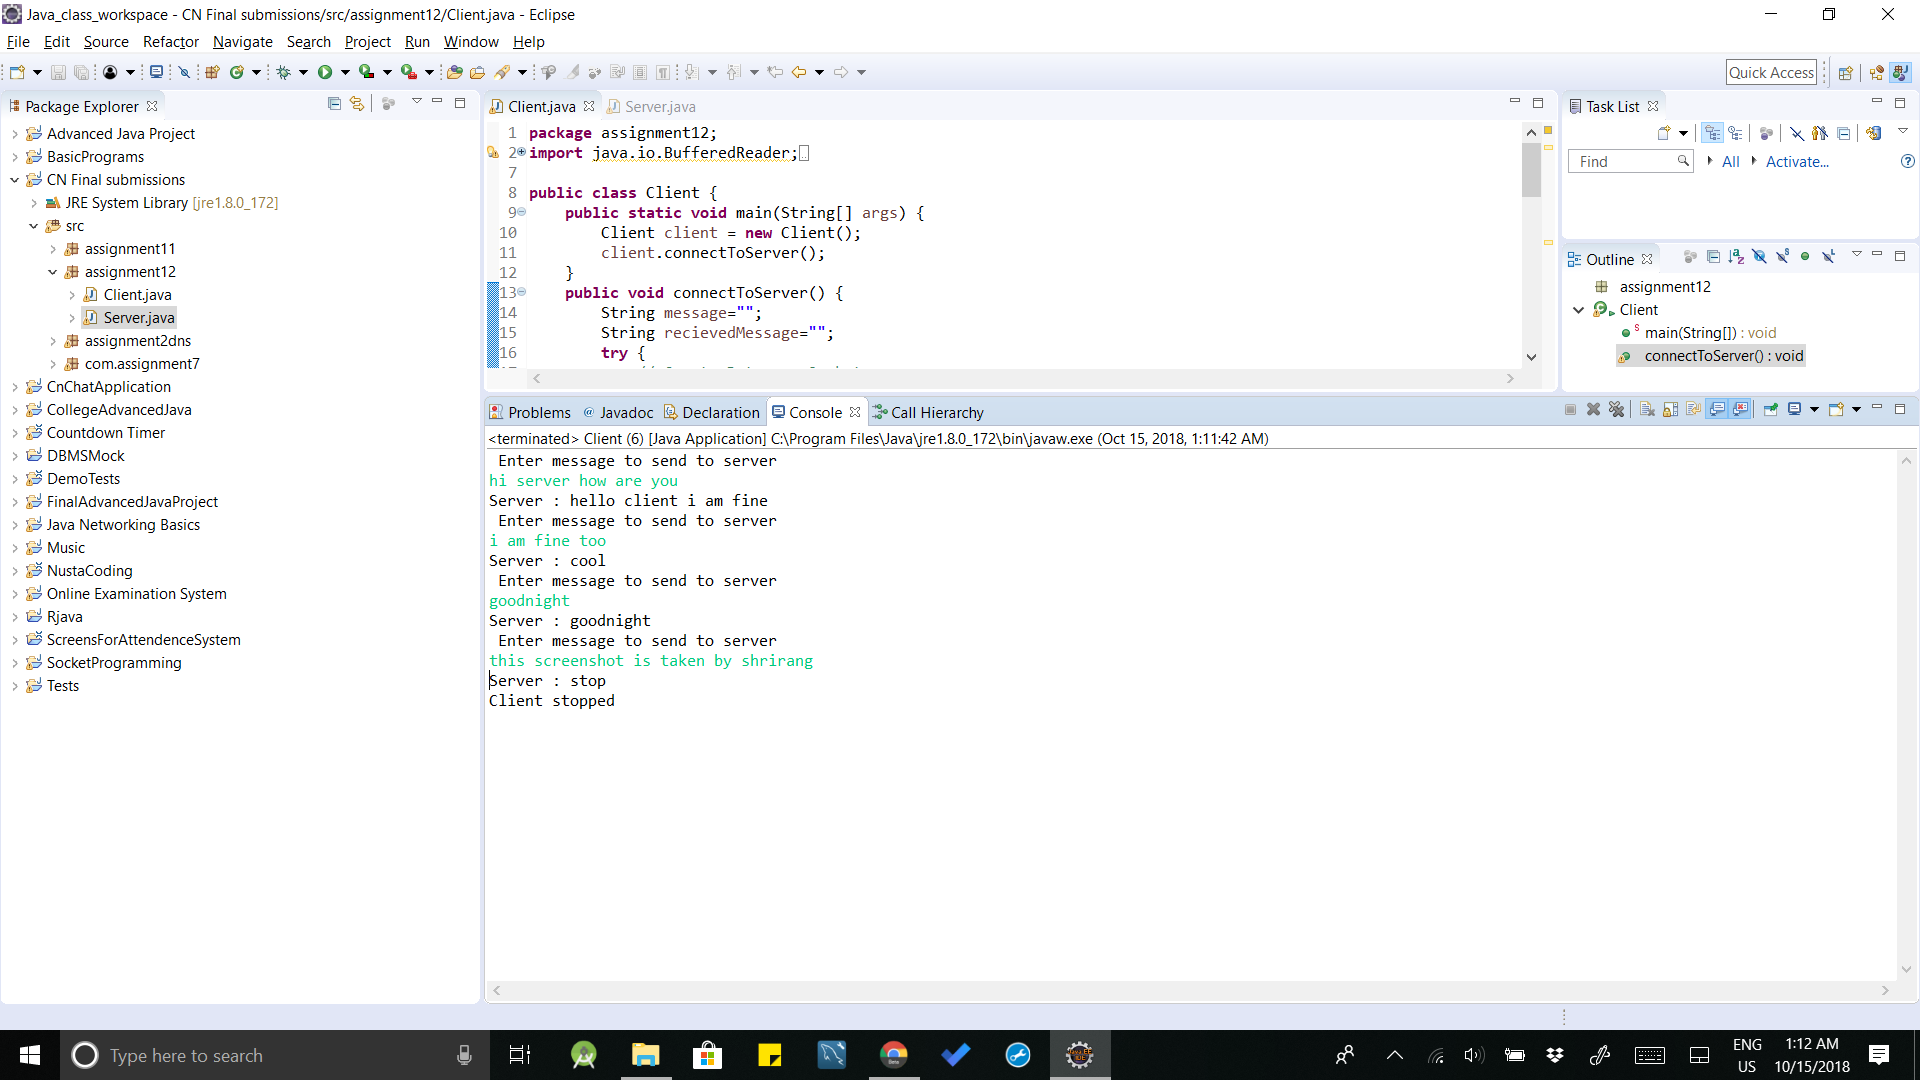 Java_class_workspace - CN Final submissions/src/assignment12/Client.java - Eclipse
File Edit Source Refactor Navigate Search Project Run Window Help
Quick Access
Package Explorer
Advanced Java Project
BasicPrograms
CN Final submissions
JRE System Library [jre1.8.0_172]
src
assignment11
assignment12
Client.java
Server.java
assignment2dns
com.assignment7
CnChatApplication
CollegeAdvancedJava
Countdown Timer
DBMSMock
DemoTests
FinalAdvancedJavaProject
Java Networking Basics
Music
NustaCoding
Online Examination System
Rjava
ScreensForAttendenceSystem
SocketProgramming
Tests
Client.java Server.java
1 package assignment12;
2 import java.io.BufferedReader;
7
8 public class Client {
9 public static void main(String[] args) {
10 Client client = new Client();
11 client.connectToServer();
12 }
13 public void connectToServer() {
14 String message="";
15 String recievedMessage="";
16 try {
Task List
Find All Activate...
Outline
assignment12
Client
main(String[]) : void
connectToServer() : void
Problems @ Javadoc Declaration Console Call Hierarchy
<terminated> Client (6) [Java Application] C:\Program Files\Java\jre1.8.0_172\bin\javaw.exe (Oct 15, 2018, 1:11:42 AM)
Enter message to send to server
hi server how are you
Server : hello client i am fine
Enter message to send to server
i am fine too
Server : cool
Enter message to send to server
goodnight
Server : goodnight
Enter message to send to server
this screenshot is taken by shrirang
Server : stop
Client stopped
Type here to search
ENG
US
1:12 AM
10/15/2018